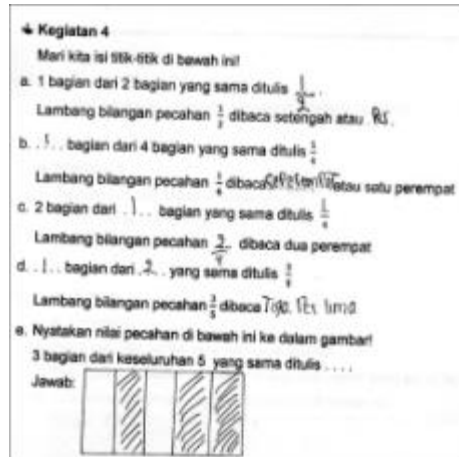 Kegiatan 4
Mari kita isi titik-titik di bawah ini!
a. 1 bagian dari 2 bagian yang sama ditulis 1/2 .
Lambang bilangan pecahan 1/2 dibaca setengah atau
b. . 1 . . bagian dari 4 bagian yang sama ditulis 1/4
Lambang bilangan pecahan 1/4 dibaca atau satu perempat
c. 2 bagian dari . 1 . . bagian yang sama ditulis
Lambang bilangan pecahan 2/4 dibaca dua perempat
d. . 1 . . bagian dari . 2 . . yang sama ditulis
Lambang bilangan pecahan 3/5 dibaca Tiga Per lima
e. Nyatakan nilai pecahan di bawah ini ke dalam gambar!
3 bagian dari keseluruhan 5 yang sama ditulis . . . .
Jawab: